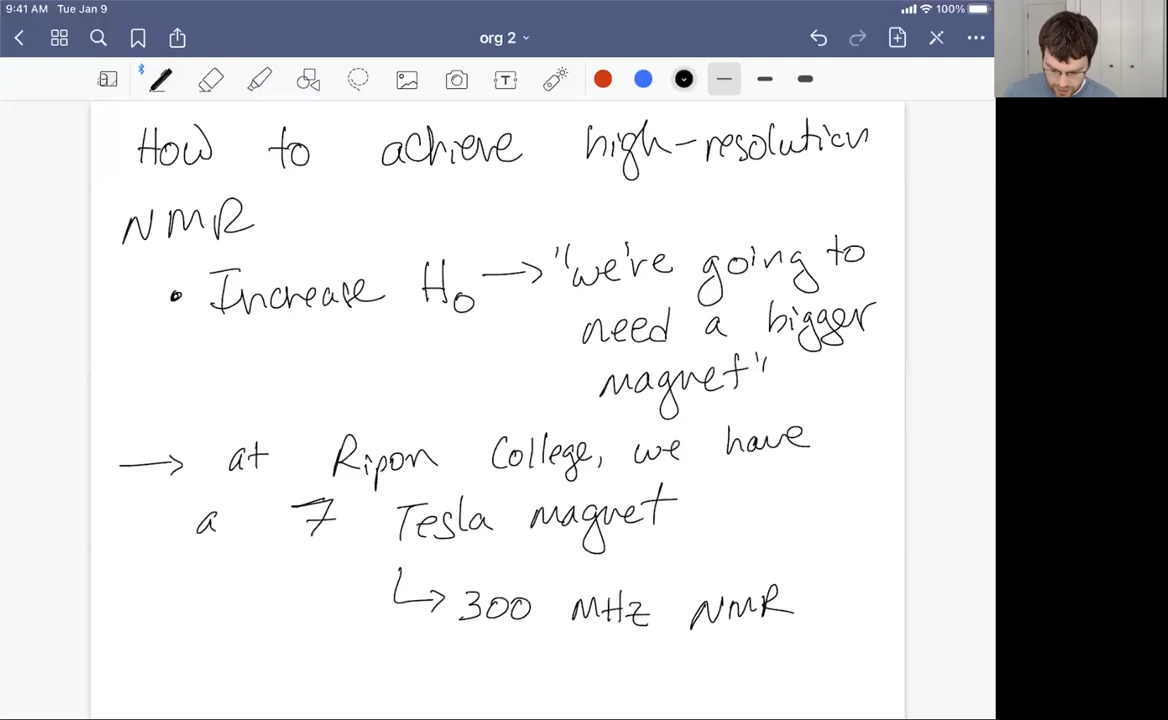 9:41 AM Tue Jan 9
100%
org 2
How to achieve high-resolution
NMR
• Increase H₀ → "we're going to
need a bigger
magnet"
→ at Ripon College, we have
a 7 Tesla magnet
↳ 300 MHz NMR